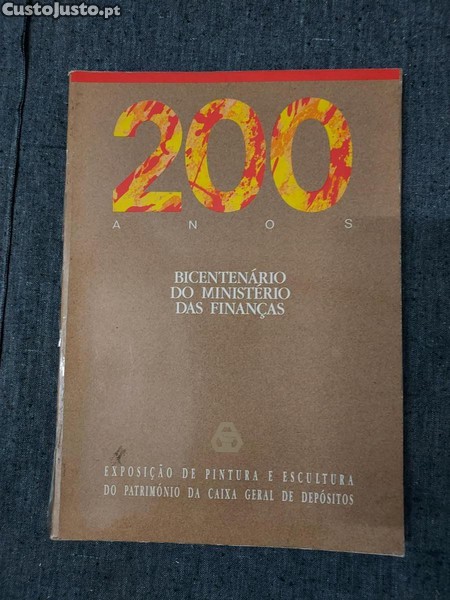 CustoJusto.pt
200
ANOS
BICENTENÁRIO
DO MINISTÉRIO
DAS FINANÇAS
EXPOSIÇÃO DE PINTURA E ESCULTURA
DO PATRIMÓNIO DA CAIXA GERAL DE DEPÓSITOS